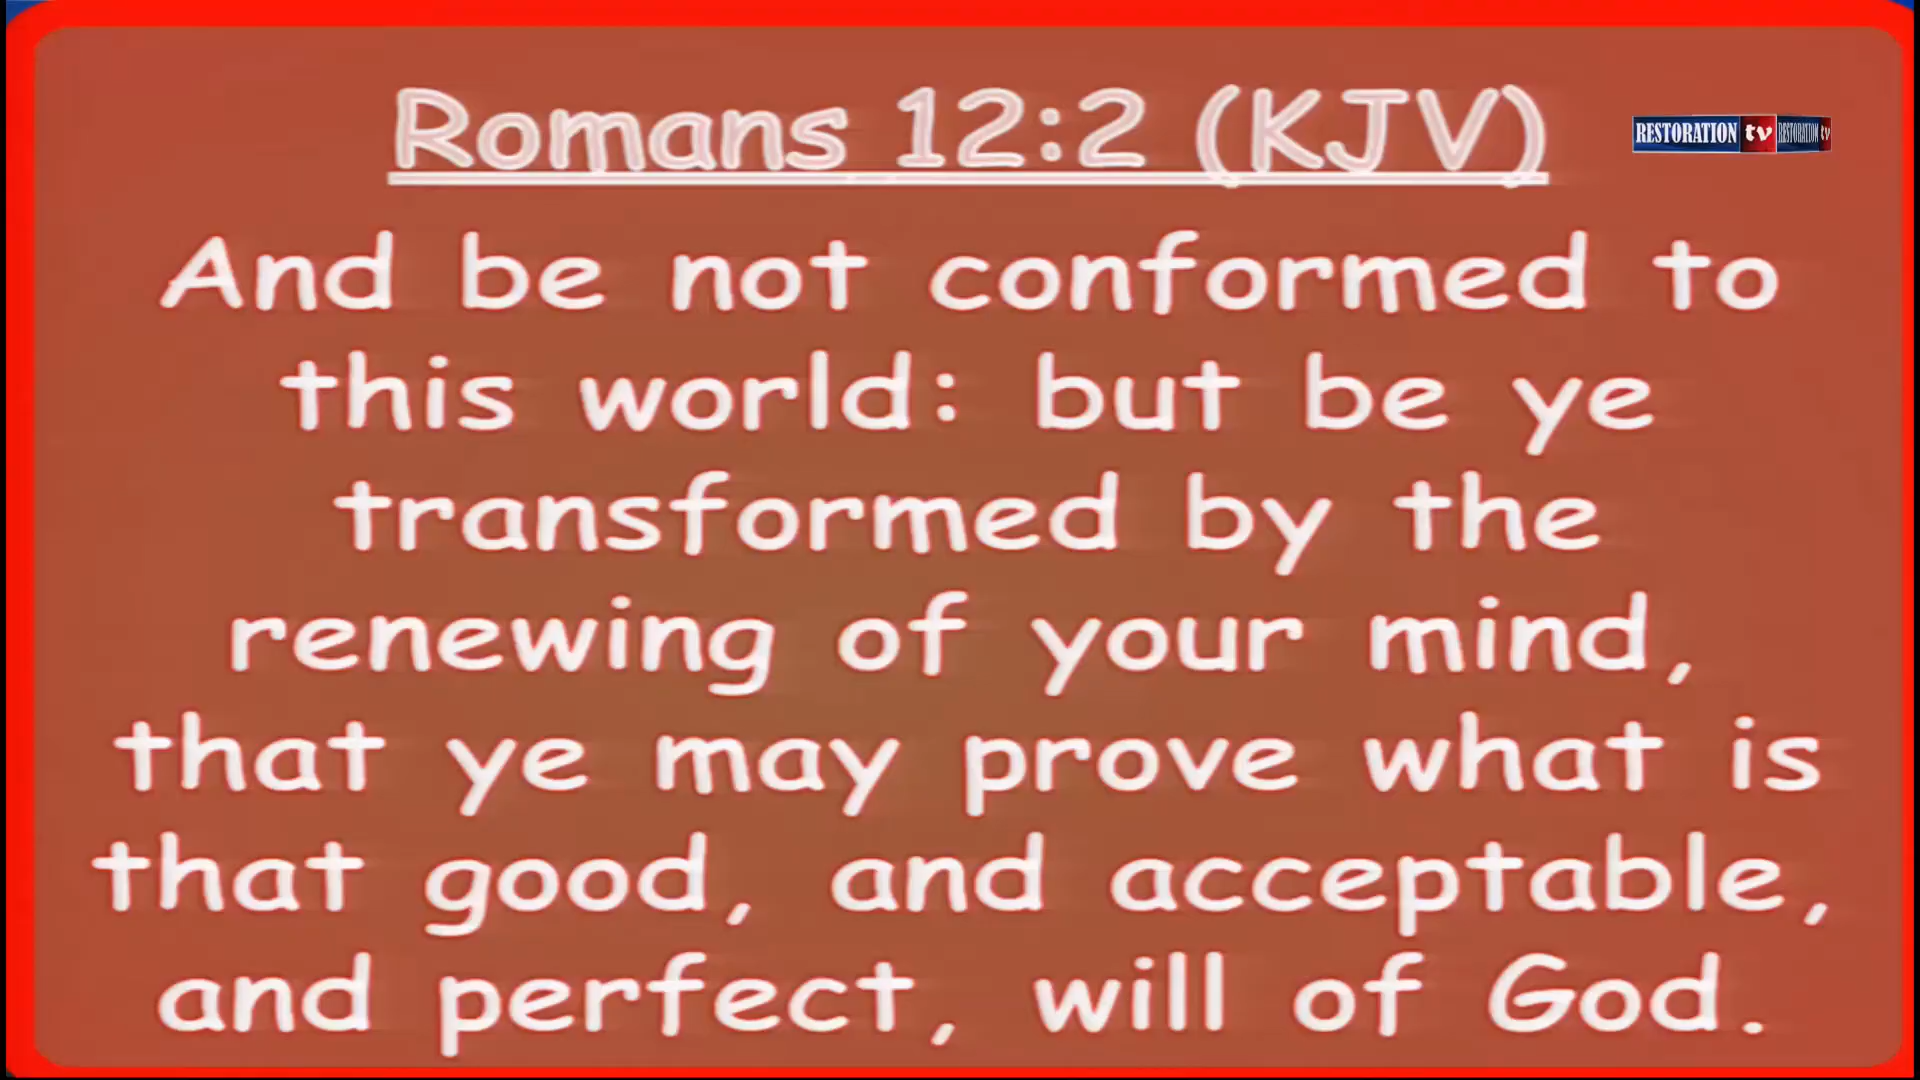 Romans 12:2 (KJV)
RESTORATION tv RESTORATION tv
And be not conformed to
this world: but be ye
transformed by the
renewing of your mind,
that ye may prove what is
that good, and acceptable,
and perfect, will of God.